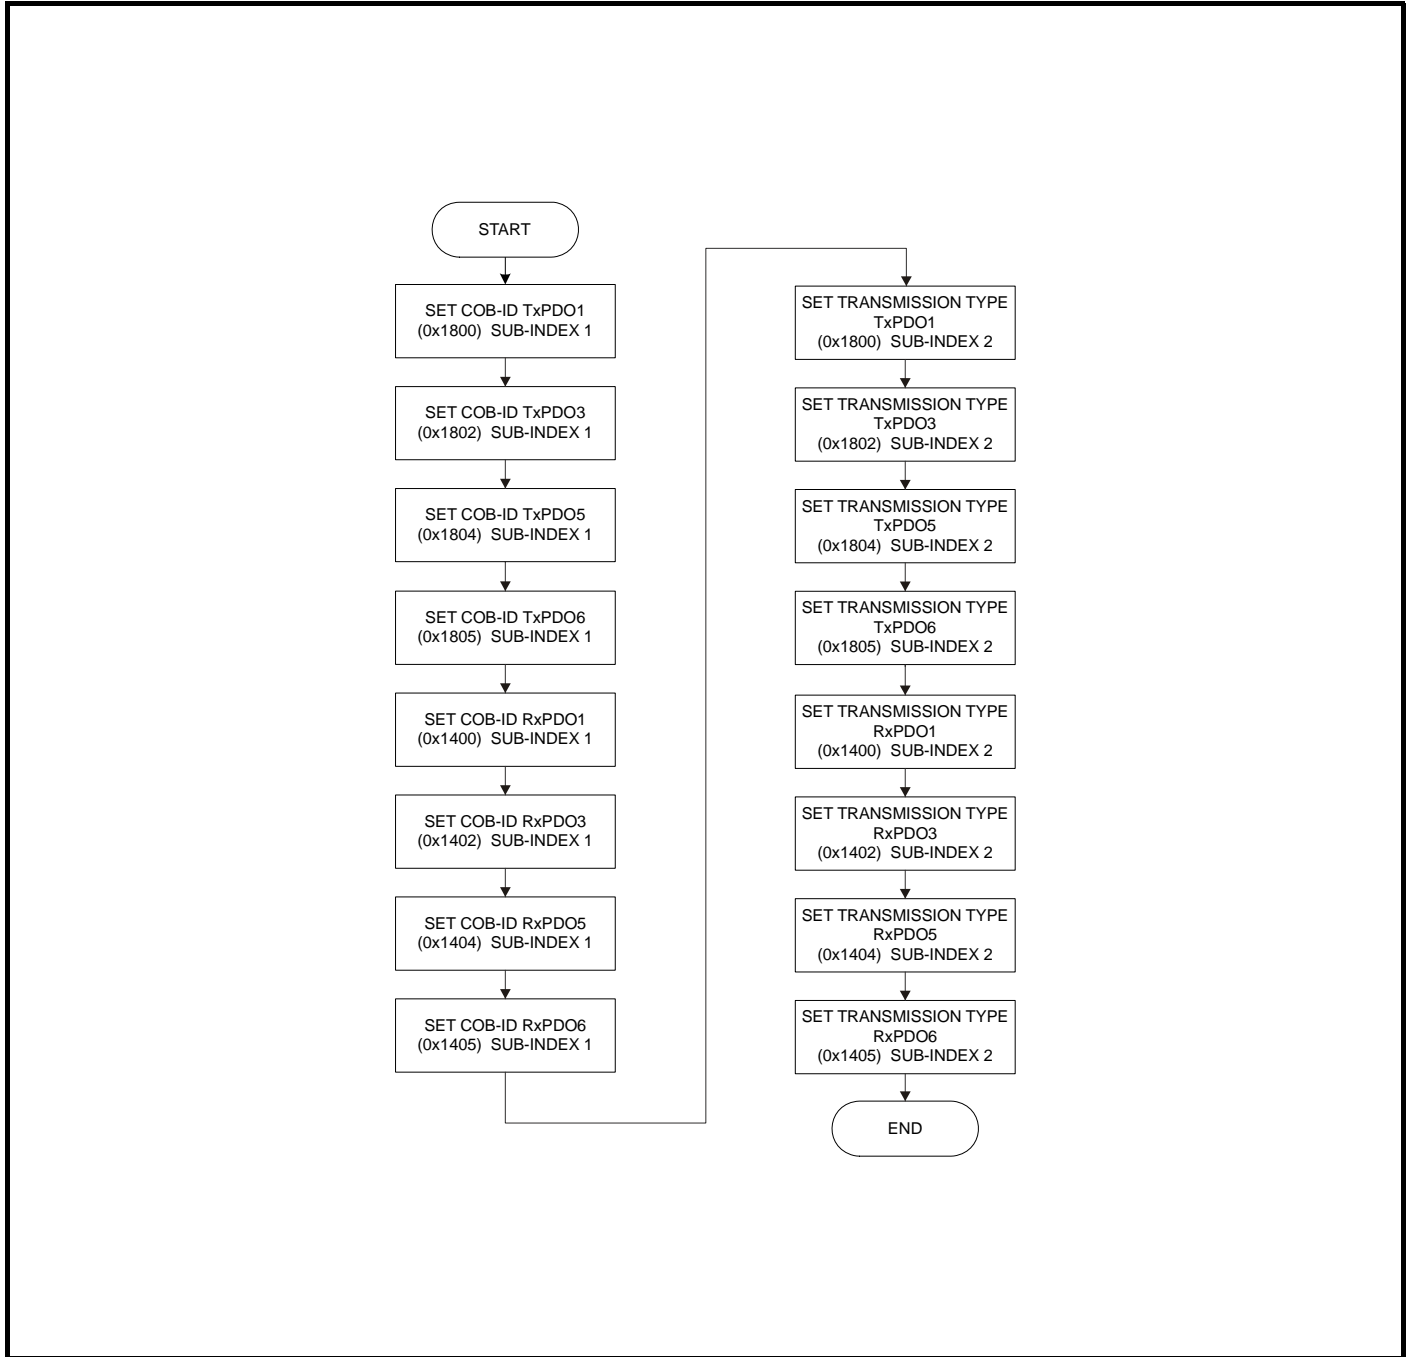 START
SET COB-ID TxPDO1
(0x1800) SUB-INDEX 1
SET COB-ID TxPDO3
(0x1802) SUB-INDEX 1
SET COB-ID TxPDO5
(0x1804) SUB-INDEX 1
SET COB-ID TxPDO6
(0x1805) SUB-INDEX 1
SET COB-ID RxPDO1
(0x1400) SUB-INDEX 1
SET COB-ID RxPDO3
(0x1402) SUB-INDEX 1
SET COB-ID RxPDO5
(0x1404) SUB-INDEX 1
SET COB-ID RxPDO6
(0x1405) SUB-INDEX 1
SET TRANSMISSION TYPE
TxPDO1
(0x1800) SUB-INDEX 2
SET TRANSMISSION TYPE
TxPDO3
(0x1802) SUB-INDEX 2
SET TRANSMISSION TYPE
TxPDO5
(0x1804) SUB-INDEX 2
SET TRANSMISSION TYPE
TxPDO6
(0x1805) SUB-INDEX 2
SET TRANSMISSION TYPE
RxPDO1
(0x1400) SUB-INDEX 2
SET TRANSMISSION TYPE
RxPDO3
(0x1402) SUB-INDEX 2
SET TRANSMISSION TYPE
RxPDO5
(0x1404) SUB-INDEX 2
SET TRANSMISSION TYPE
RxPDO6
(0x1405) SUB-INDEX 2
END